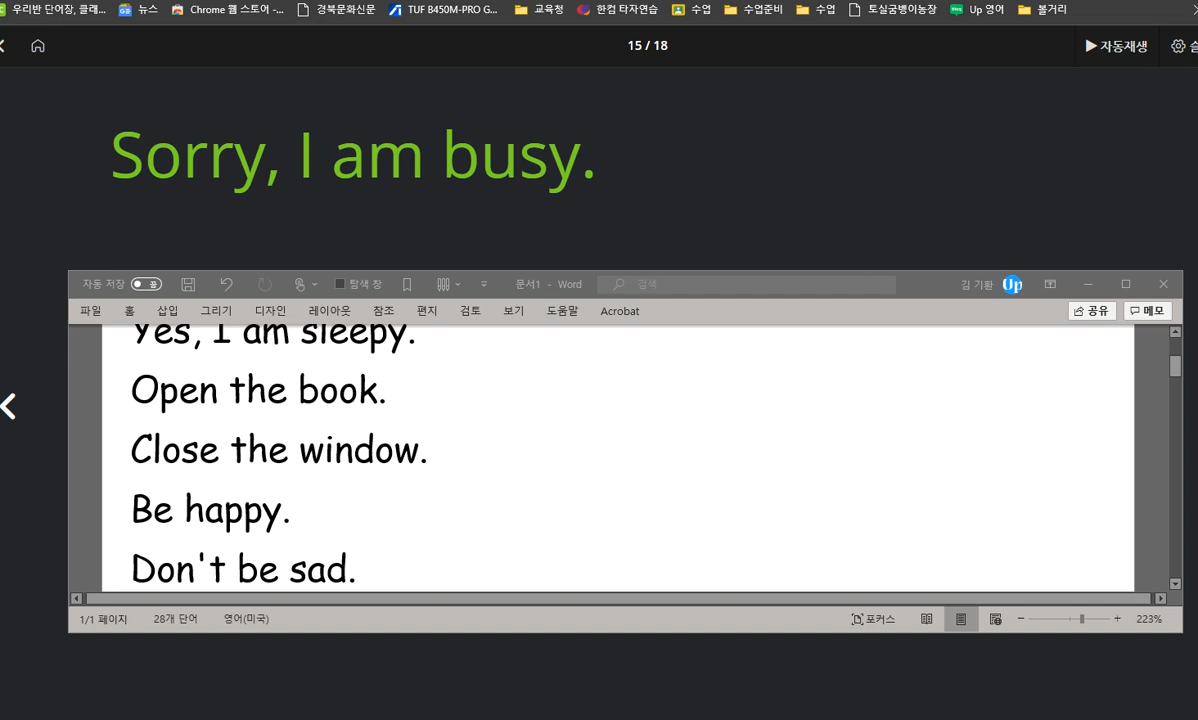 우리반 단어장, 클래... 뉴스 Chrome 웹 스토어 -... 경북문화신문 TUF B450M-PRO G... 교육청 한컴 타자연습 수업 수업준비 수업 토실굼벵이농장 Up 영어 볼거리
15 / 18 자동재생
Sorry, I am busy.
자동 저장 끔 탐색 창 문서1 - Word 검색 김 기환 Up
파일 홈 삽입 그리기 디자인 레이아웃 참조 편지 검토 보기 도움말 Acrobat 공유 메모
Yes, I am sleepy.
Open the book.
Close the window.
Be happy.
Don't be sad.
1/1 페이지 28개 단어 영어(미국) 포커스 223%